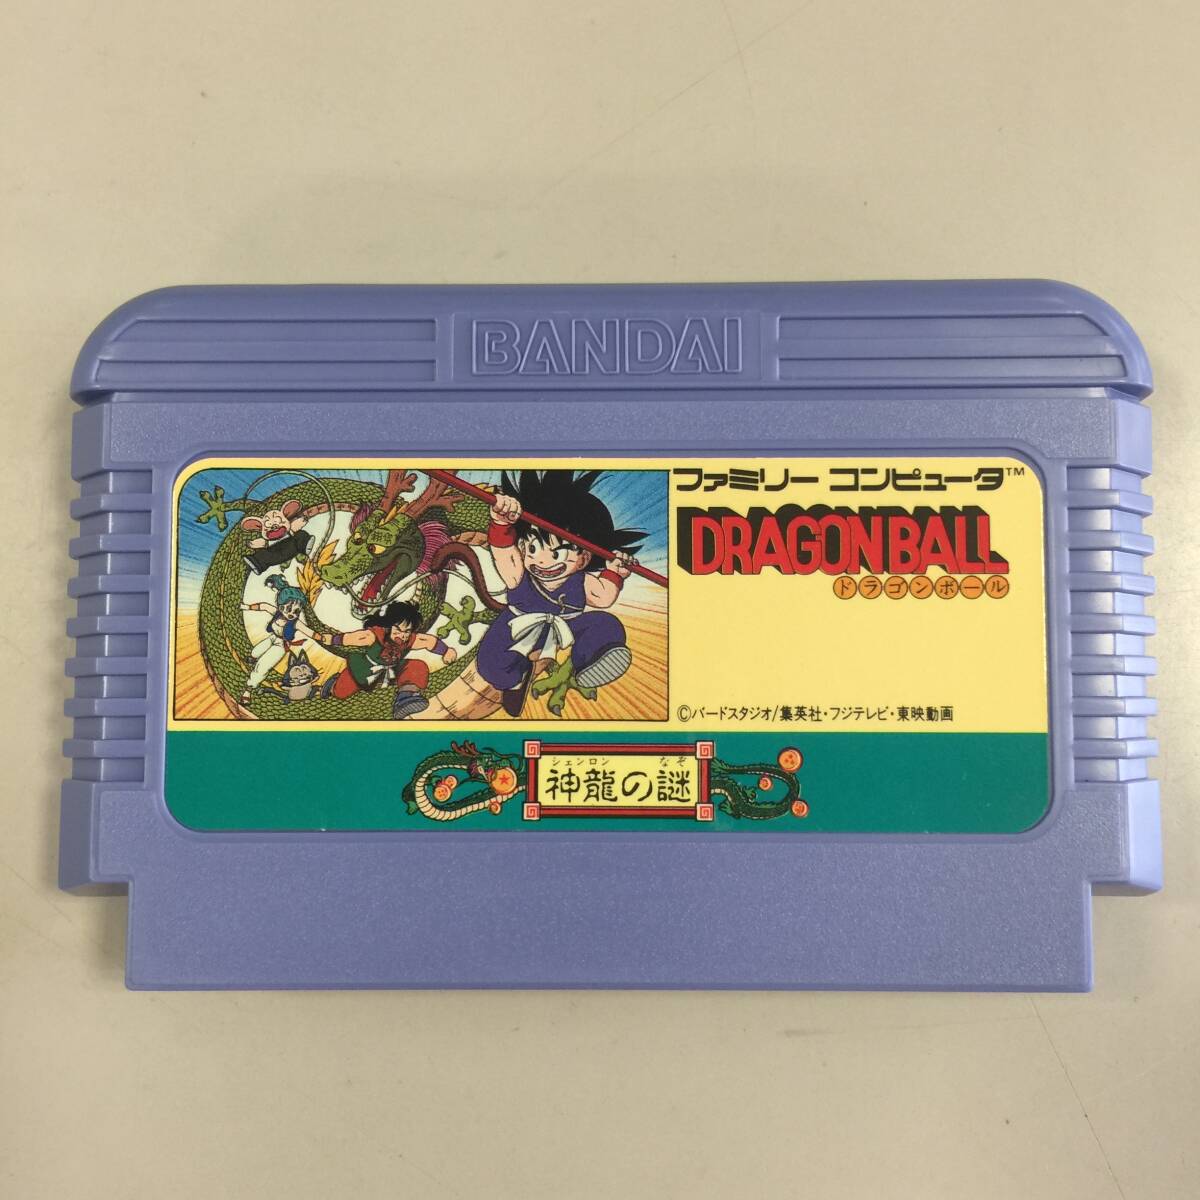 BANDAI
ファミリー コンピュータ™
DRAGONBALL
ドラゴンボール
©バードスタジオ/集英社・フジテレビ・東映動画
シェンロン なぞ
神龍の謎